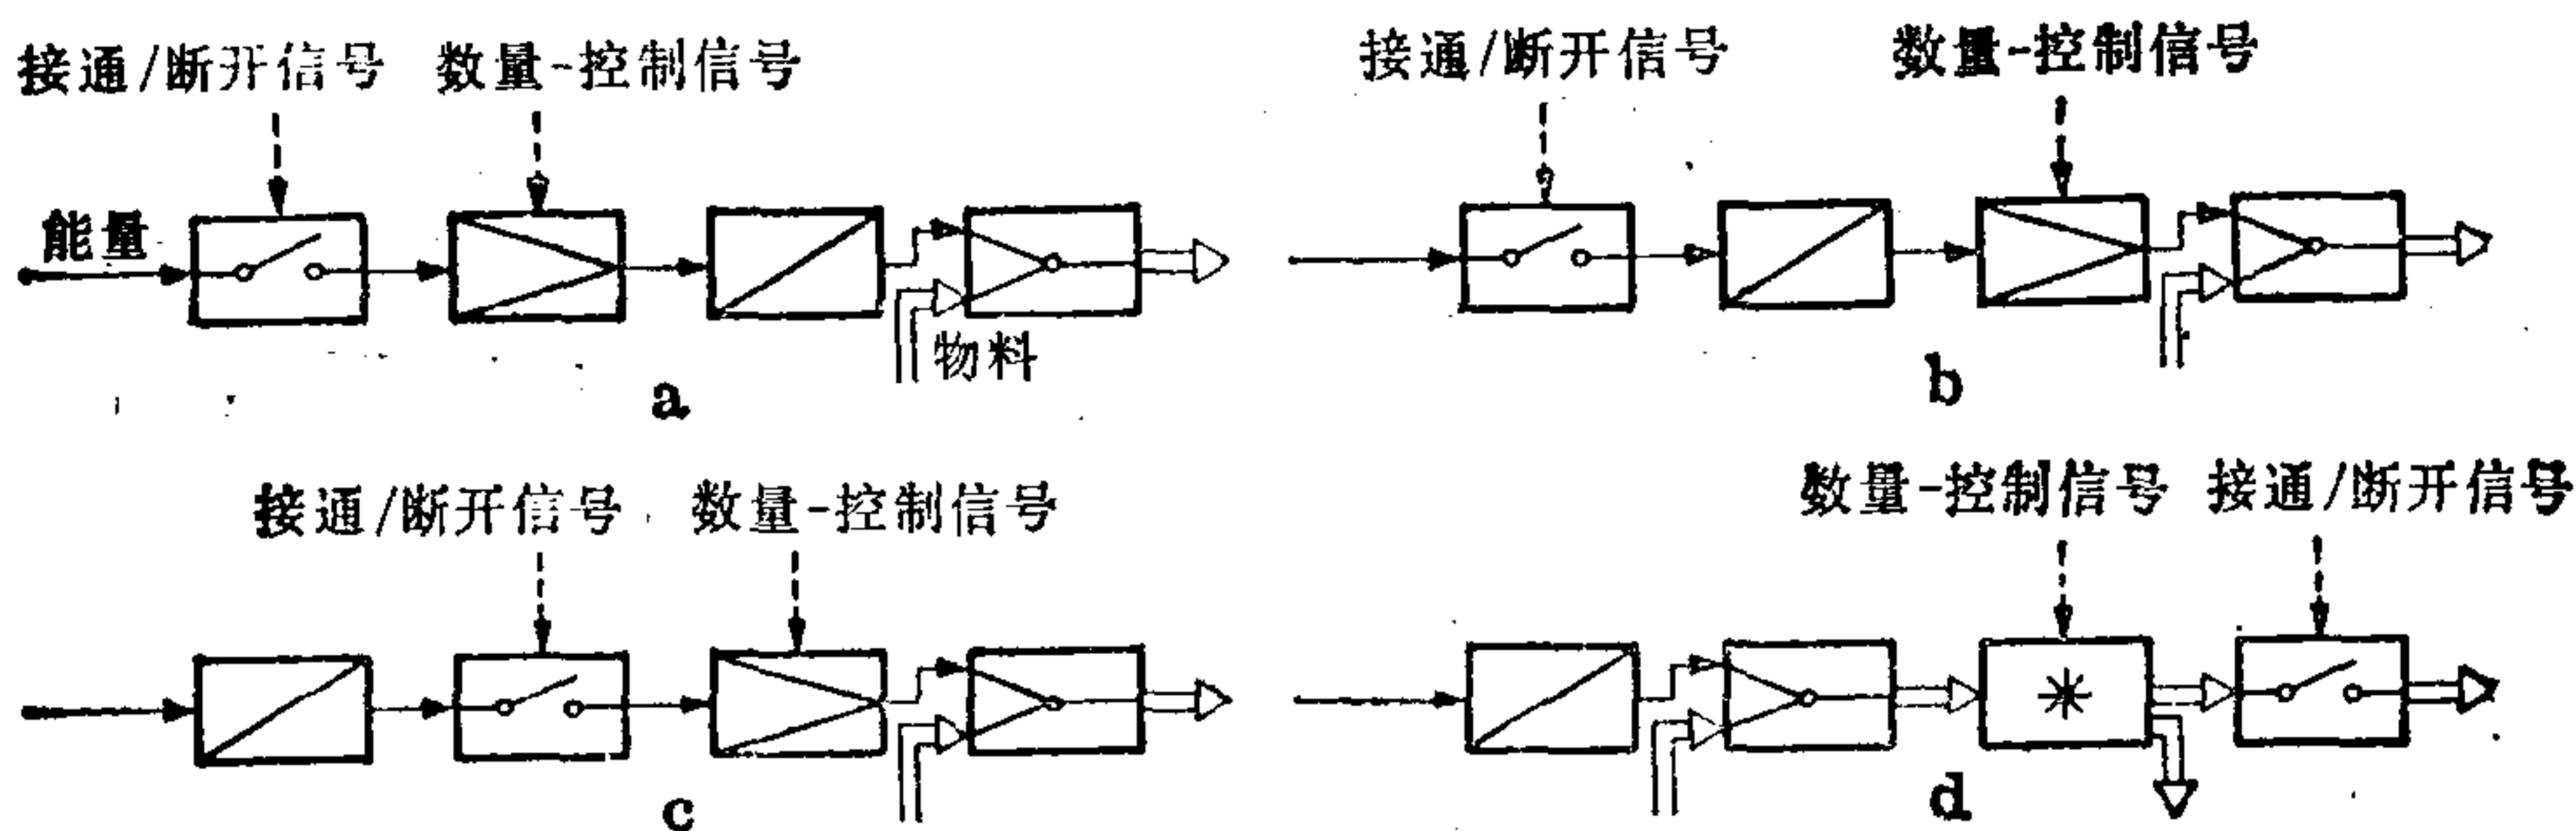 接通/断开信号 数量-控制信号
接通/断开信号 数量-控制信号
能量
物料
a
b
接通/断开信号 数量-控制信号
数量-控制信号 接通/断开信号
c
d